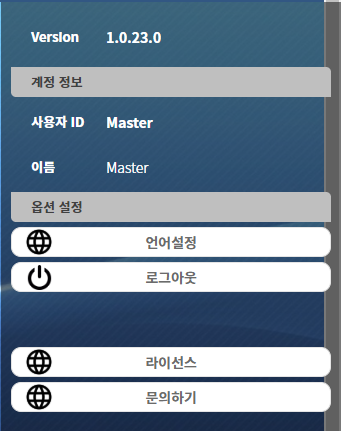 Version 1.0.23.0
계정 정보
사용자 ID Master
이름 Master
옵션 설정
언어설정
로그아웃
라이선스
문의하기